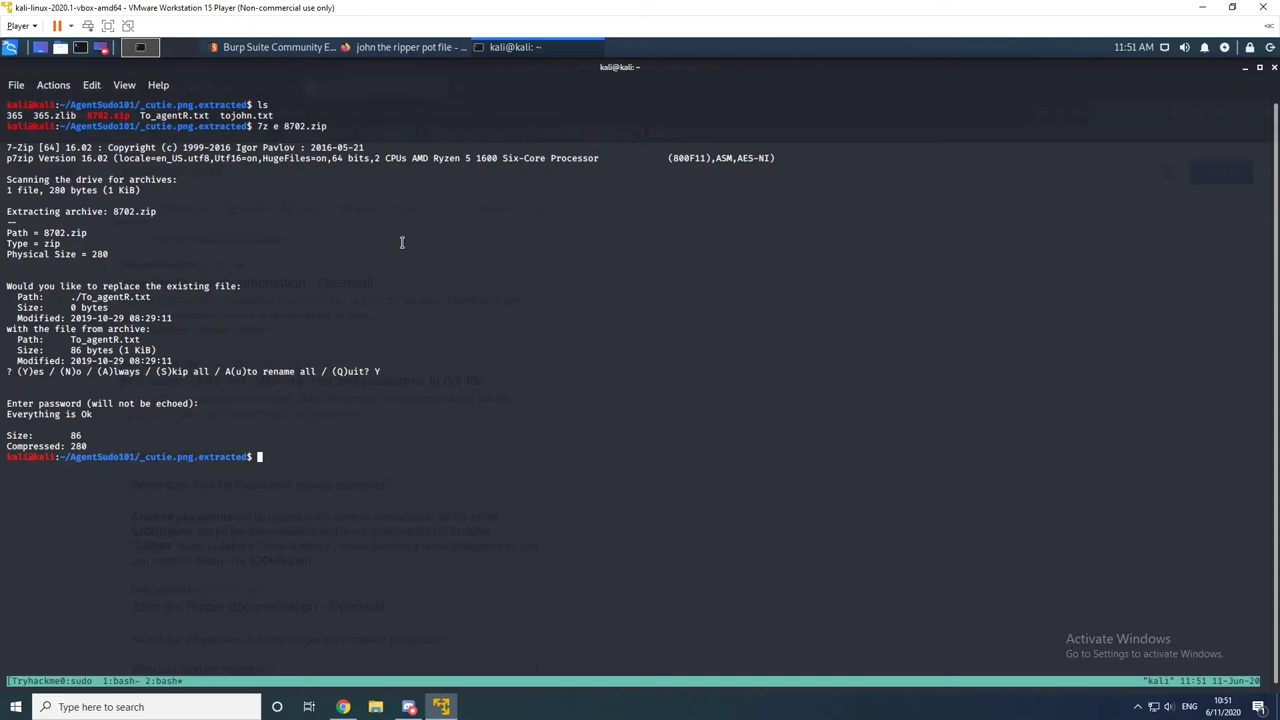 kali-linux-2020.1-vbox-amd64 - VMware Workstation 15 Player (Non-commercial use only)
Player
Burp Suite Community E...
john the ripper pot file - ...
kali@kali: ~
11:51 AM
kali@kali: ~
File Actions Edit View Help
kali@kali:~/AgentSudo101/_cutie.png.extracted$ ls
365 365.zlib 8702.zip To_agentR.txt tojohn.txt
kali@kali:~/AgentSudo101/_cutie.png.extracted$ 7z e 8702.zip
7-Zip [64] 16.02 : Copyright (c) 1999-2016 Igor Pavlov : 2016-05-21
p7zip Version 16.02 (locale=en_US.utf8,Utf16=on,HugeFiles=on,64 bits,2 CPUs AMD Ryzen 5 1600 Six-Core Processor (800F11),ASM,AES-NI)
Scanning the drive for archives:
1 file, 280 bytes (1 KiB)
Extracting archive: 8702.zip
--
Path = 8702.zip
Type = zip
Physical Size = 280
Would you like to replace the existing file:
Path: ./To_agentR.txt
Size: 0 bytes
Modified: 2019-10-29 08:29:11
with the file from archive:
Path: To_agentR.txt
Size: 86 bytes (1 KiB)
Modified: 2019-10-29 08:29:11
? (Y)es / (N)o / (A)lways / (S)kip all / A(u)to rename all / (Q)uit? Y
Enter password (will not be echoed):
Everything is Ok
Size: 86
Compressed: 280
kali@kali:~/AgentSudo101/_cutie.png.extracted$
John the Ripper documentation - Openwall
Activate Windows
Go to Settings to activate Windows.
[Tryhackme0:sudo 1:bash- 2:bash*
"kali" 11:51 11-Jun-20
Type here to search
ENG
10:51
6/11/2020